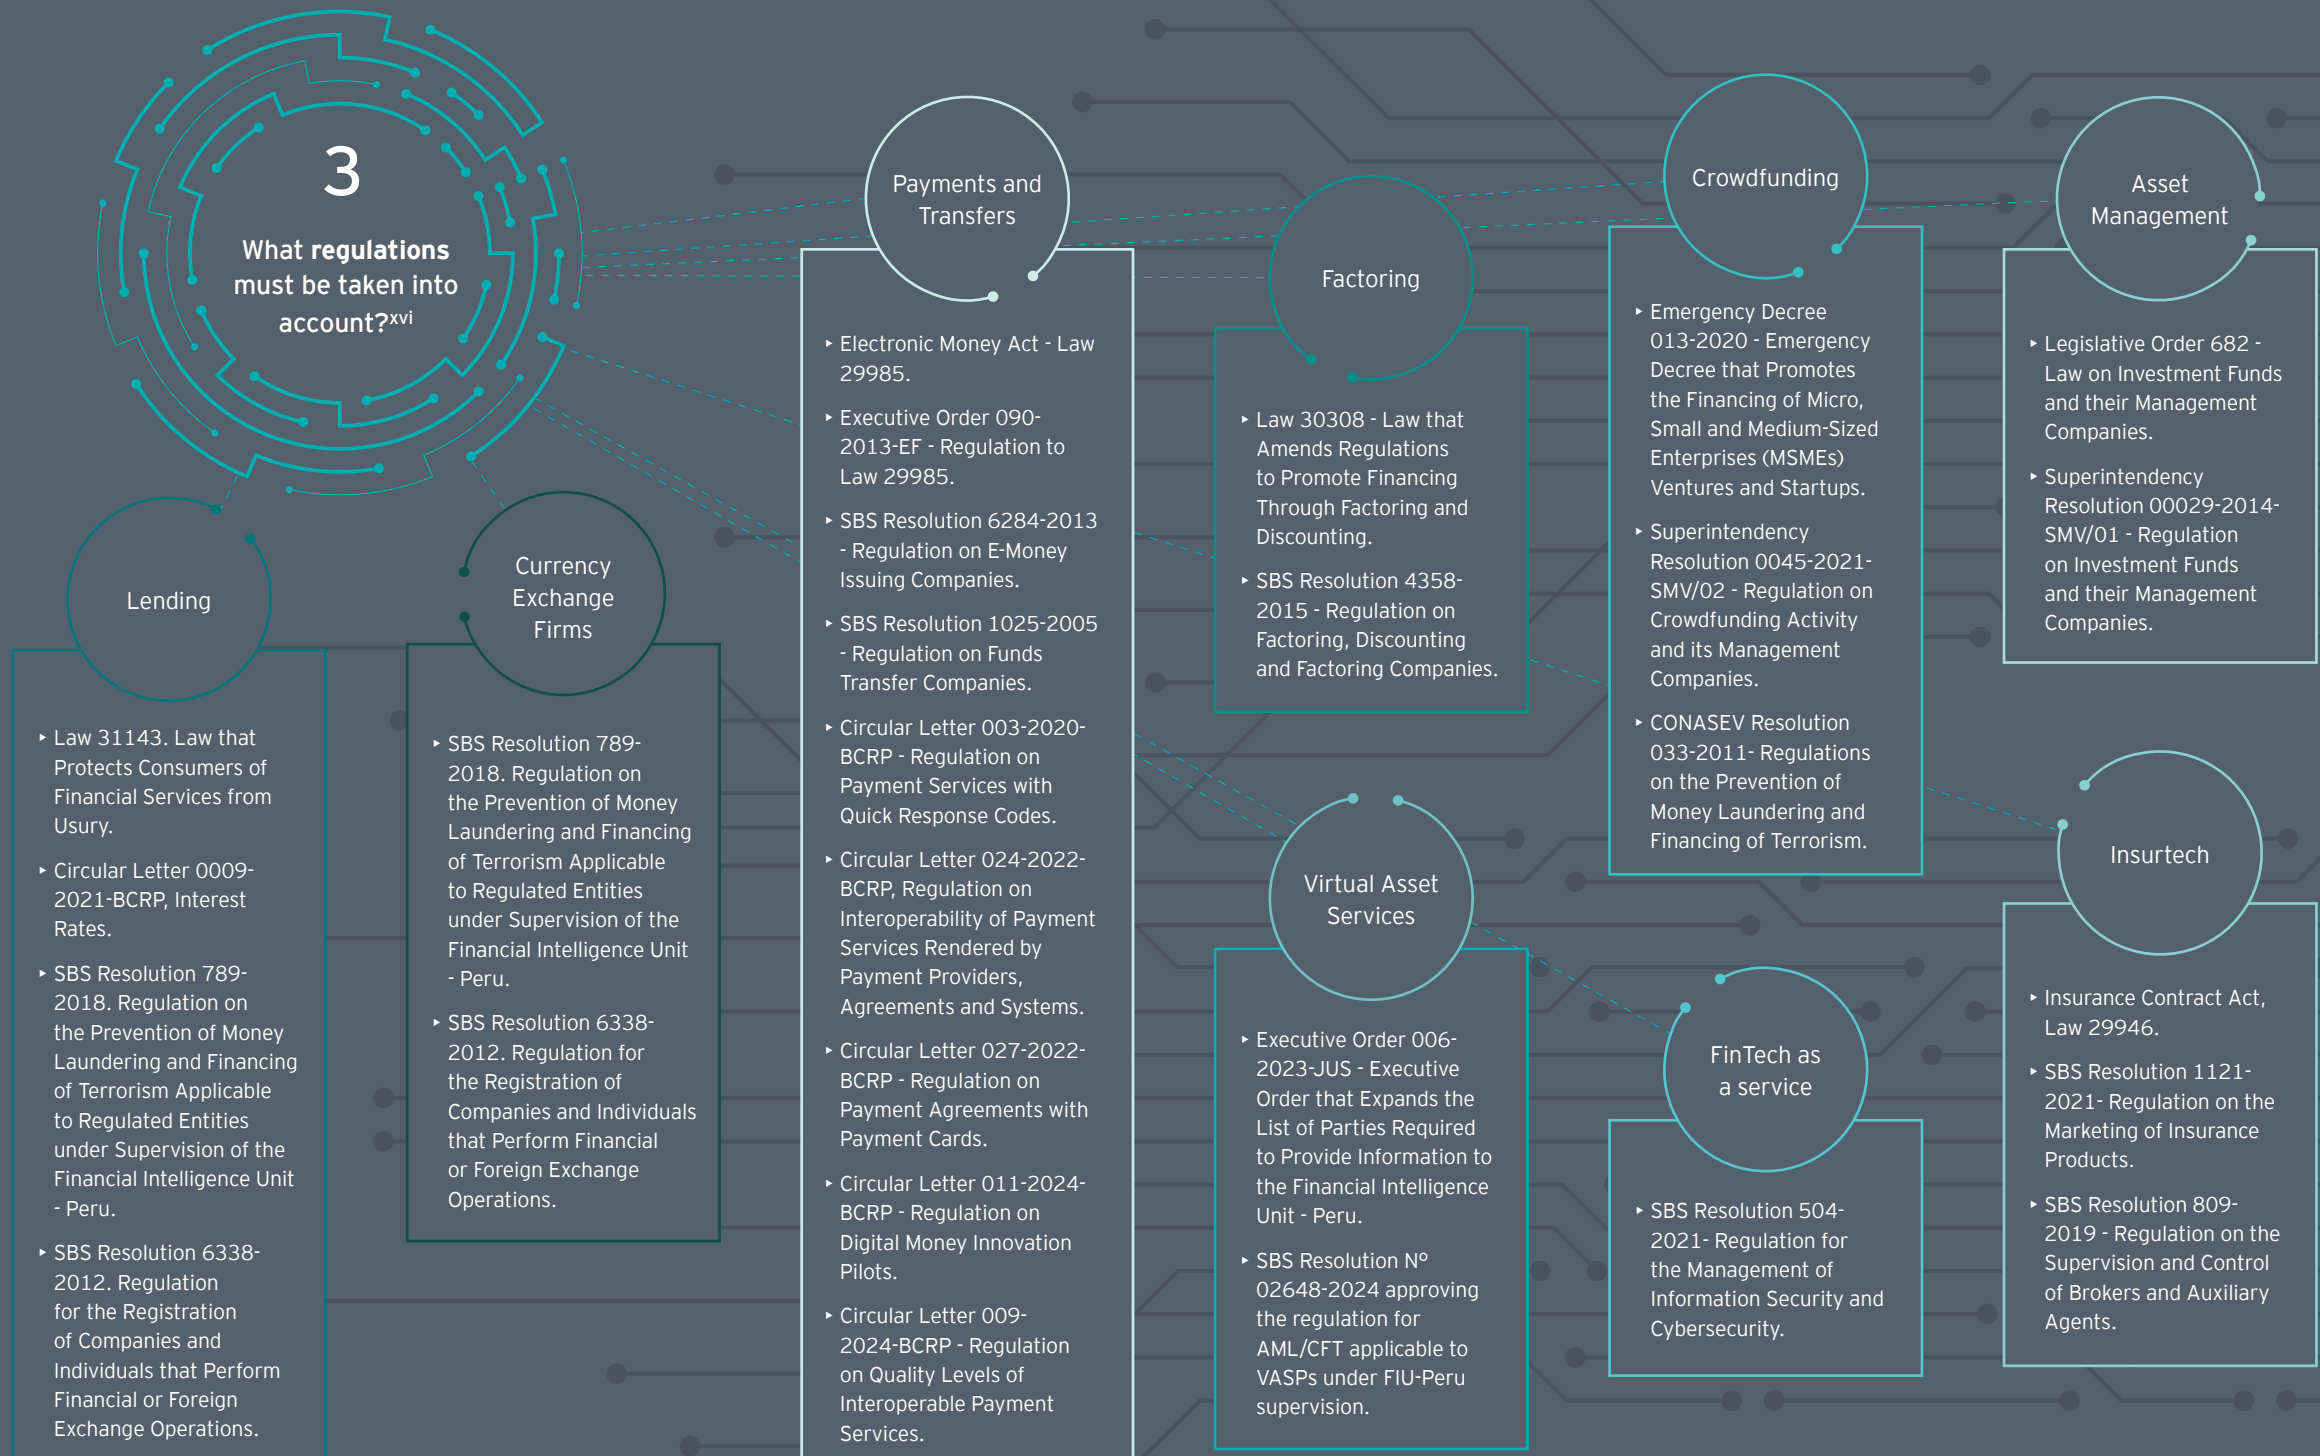 3
What regulations
must be taken into
account?xvi
Lending
▸ Law 31143. Law that
Protects Consumers of
Financial Services from
Usury.
▸ Circular Letter 0009-
2021-BCRP, Interest
Rates.
▸ SBS Resolution 789-
2018. Regulation on
the Prevention of Money
Laundering and Financing
of Terrorism Applicable
to Regulated Entities
under Supervision of the
Financial Intelligence Unit
- Peru.
▸ SBS Resolution 6338-
2012. Regulation
for the Registration
of Companies and
Individuals that Perform
Financial or Foreign
Exchange Operations.
Currency
Exchange
Firms
▸ SBS Resolution 789-
2018. Regulation on
the Prevention of Money
Laundering and Financing
of Terrorism Applicable
to Regulated Entities
under Supervision of the
Financial Intelligence Unit
- Peru.
▸ SBS Resolution 6338-
2012. Regulation for
the Registration of
Companies and Individuals
that Perform Financial
or Foreign Exchange
Operations.
Payments and
Transfers
▸ Electronic Money Act - Law
29985.
▸ Executive Order 090-
2013-EF - Regulation to
Law 29985.
▸ SBS Resolution 6284-2013
- Regulation on E-Money
Issuing Companies.
▸ SBS Resolution 1025-2005
- Regulation on Funds
Transfer Companies.
▸ Circular Letter 003-2020-
BCRP - Regulation on
Payment Services with
Quick Response Codes.
▸ Circular Letter 024-2022-
BCRP, Regulation on
Interoperability of Payment
Services Rendered by
Payment Providers,
Agreements and Systems.
▸ Circular Letter 027-2022-
BCRP - Regulation on
Payment Agreements with
Payment Cards.
▸ Circular Letter 011-2024-
BCRP - Regulation on
Digital Money Innovation
Pilots.
▸ Circular Letter 009-
2024-BCRP - Regulation
on Quality Levels of
Interoperable Payment
Services.
Factoring
▸ Law 30308 - Law that
Amends Regulations
to Promote Financing
Through Factoring and
Discounting.
▸ SBS Resolution 4358-
2015 - Regulation on
Factoring, Discounting
and Factoring Companies.
Virtual Asset
Services
▸ Executive Order 006-
2023-JUS - Executive
Order that Expands the
List of Parties Required
to Provide Information to
the Financial Intelligence
Unit - Peru.
▸ SBS Resolution Nº
02648-2024 approving
the regulation for
AML/CFT applicable to
VASPs under FIU-Peru
supervision.
Crowdfunding
▸ Emergency Decree
013-2020 - Emergency
Decree that Promotes
the Financing of Micro,
Small and Medium-Sized
Enterprises (MSMEs)
Ventures and Startups.
▸ Superintendency
Resolution 0045-2021-
SMV/02 - Regulation on
Crowdfunding Activity
and its Management
Companies.
▸ CONASEV Resolution
033-2011- Regulations
on the Prevention of
Money Laundering and
Financing of Terrorism.
FinTech as
a service
▸ SBS Resolution 504-
2021- Regulation for
the Management of
Information Security and
Cybersecurity.
Asset
Management
▸ Legislative Order 682 -
Law on Investment Funds
and their Management
Companies.
▸ Superintendency
Resolution 00029-2014-
SMV/01 - Regulation
on Investment Funds
and their Management
Companies.
Insurtech
▸ Insurance Contract Act,
Law 29946.
▸ SBS Resolution 1121-
2021- Regulation on the
Marketing of Insurance
Products.
▸ SBS Resolution 809-
2019 - Regulation on the
Supervision and Control
of Brokers and Auxiliary
Agents.